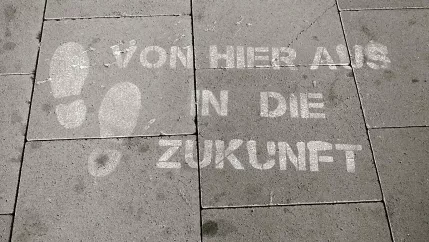 VON HIER AUS
IN DIE
ZUKUNFT